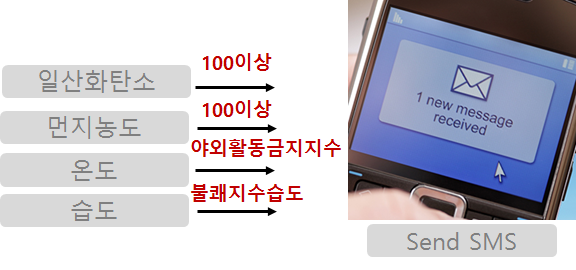 일산화탄소
100이상
먼지농도
100이상
온도
야외활동금지지수
습도
불쾌지수습도
1 new message
received
Send SMS